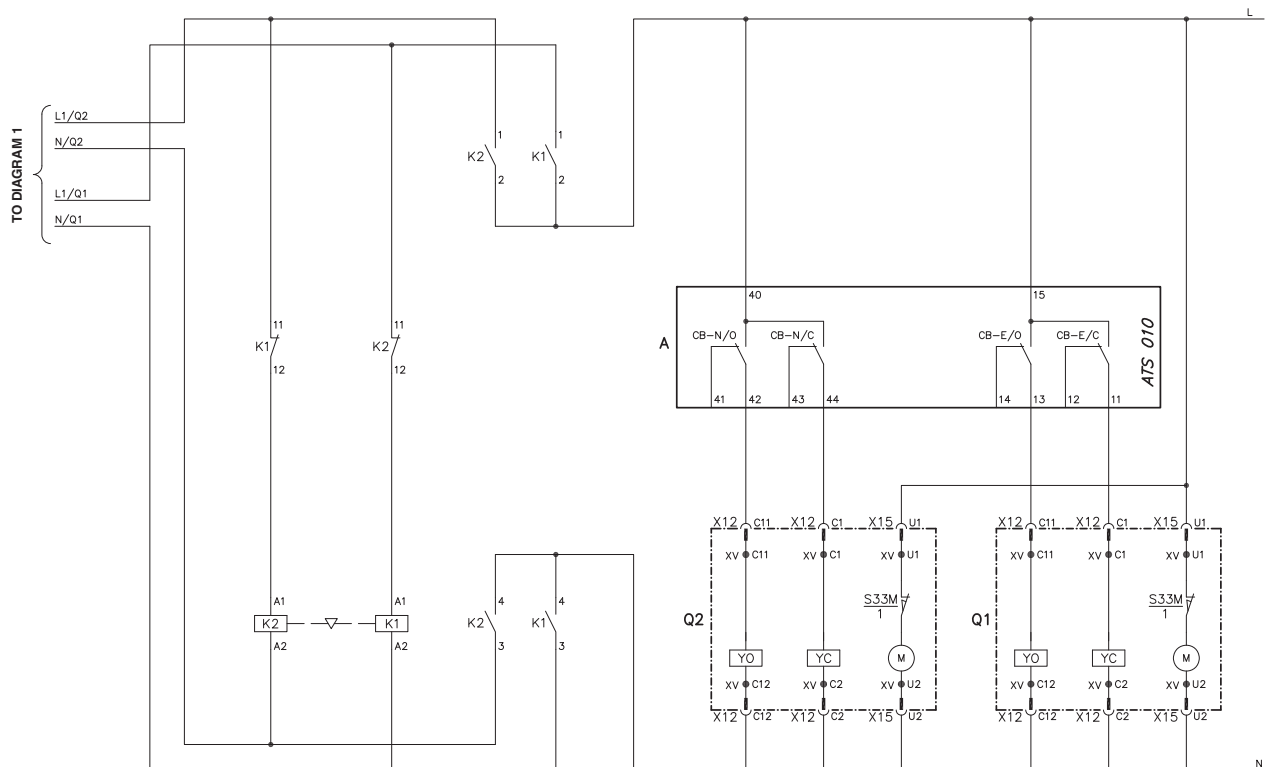 L
TO DIAGRAM 1
L1/Q2
N/Q2
L1/Q1
N/Q1
1 1
K2 K1
2 2
40 15
11 11
K1 K2
12 12
A
CB-N/O CB-N/C CB-E/O CB-E/C
ATS 010
41 42 43 44 14 13 12 11
X12 C11 X12 C1 X15 U1 X12 C11 X12 C1 X15 U1
XV C11 XV C1 XV U1 XV C11 XV C1 XV U1
A1 A1 4 4
K2 K1 K2 K1
A2 A2 3 3
Q2 S33M Q1 S33M
1 1
YO YC M YO YC M
XV C12 XV C2 XV U2 XV C12 XV C2 XV U2
X12 C12 X12 C2 X15 U2 X12 C12 X12 C2 X15 U2
N